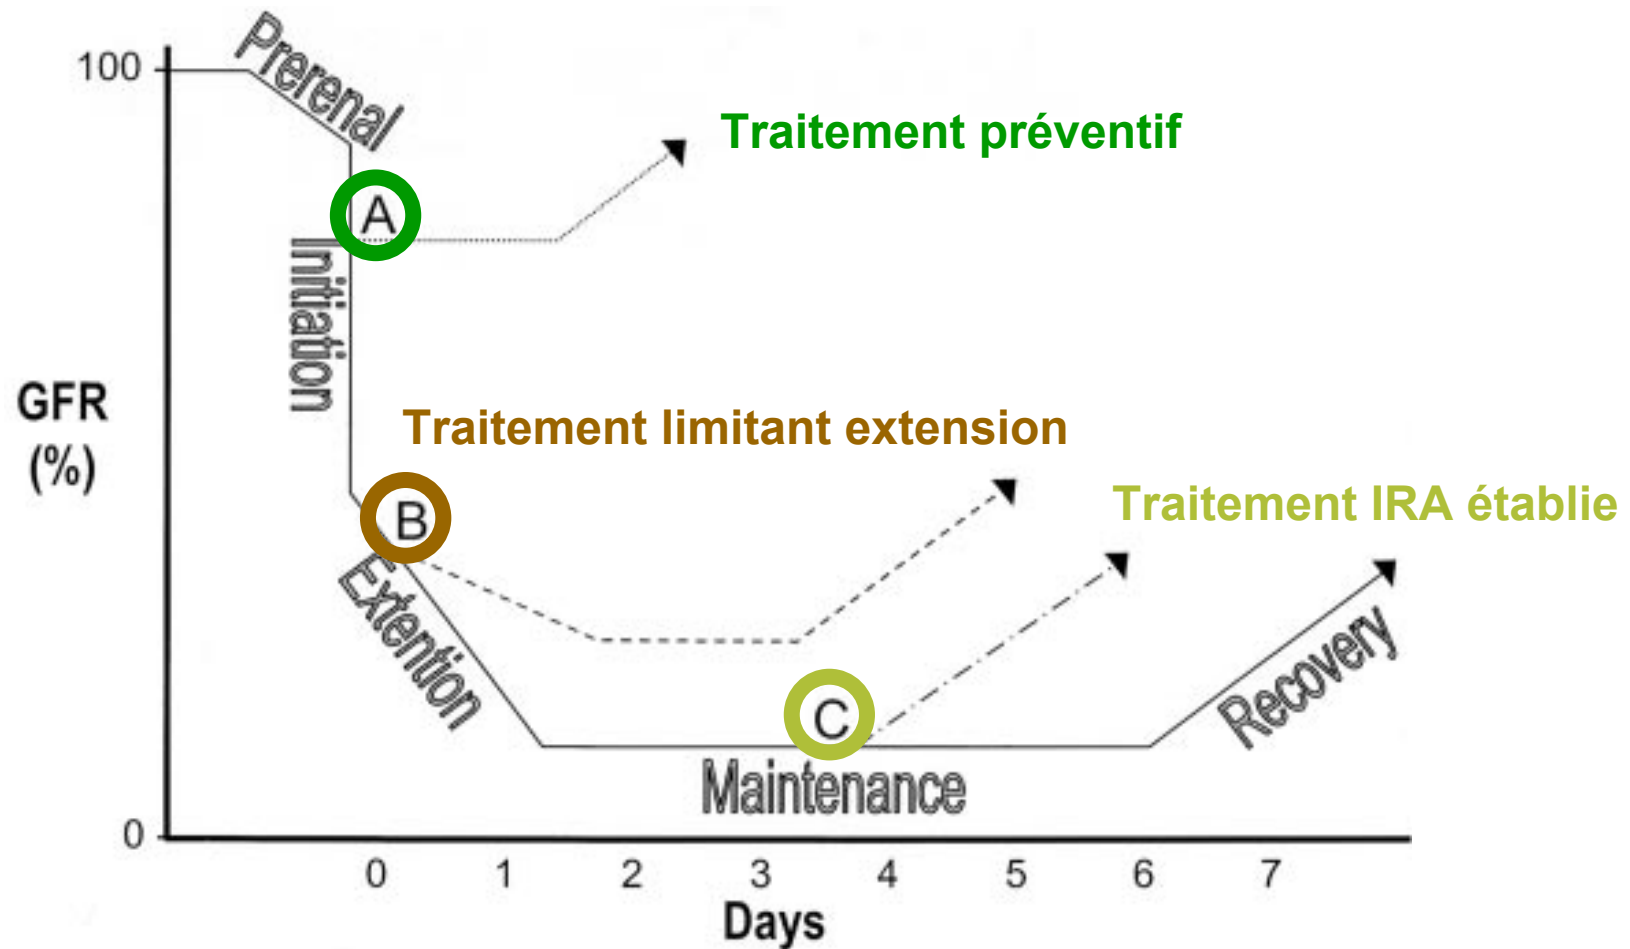 Prerenal
100
Traitement préventif
A
Initiation
GFR
(%)
Traitement limitant extension
B
Traitement IRA établie
Extention
C
Recovery
Maintenance
0
0 1 2 3 4 5 6 7
Days